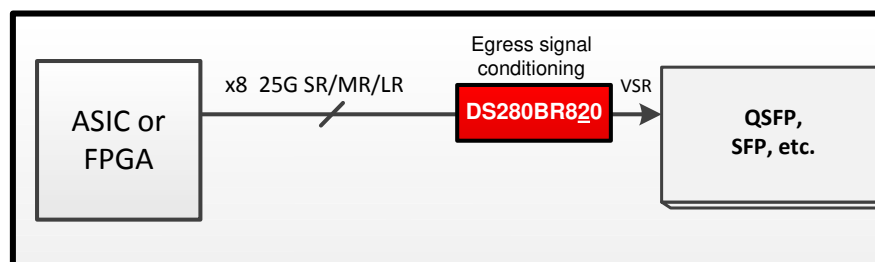 Egress signal
conditioning
x8 25G SR/MR/LR
VSR
ASIC or
FPGA
DS280BR820
QSFP,
SFP, etc.